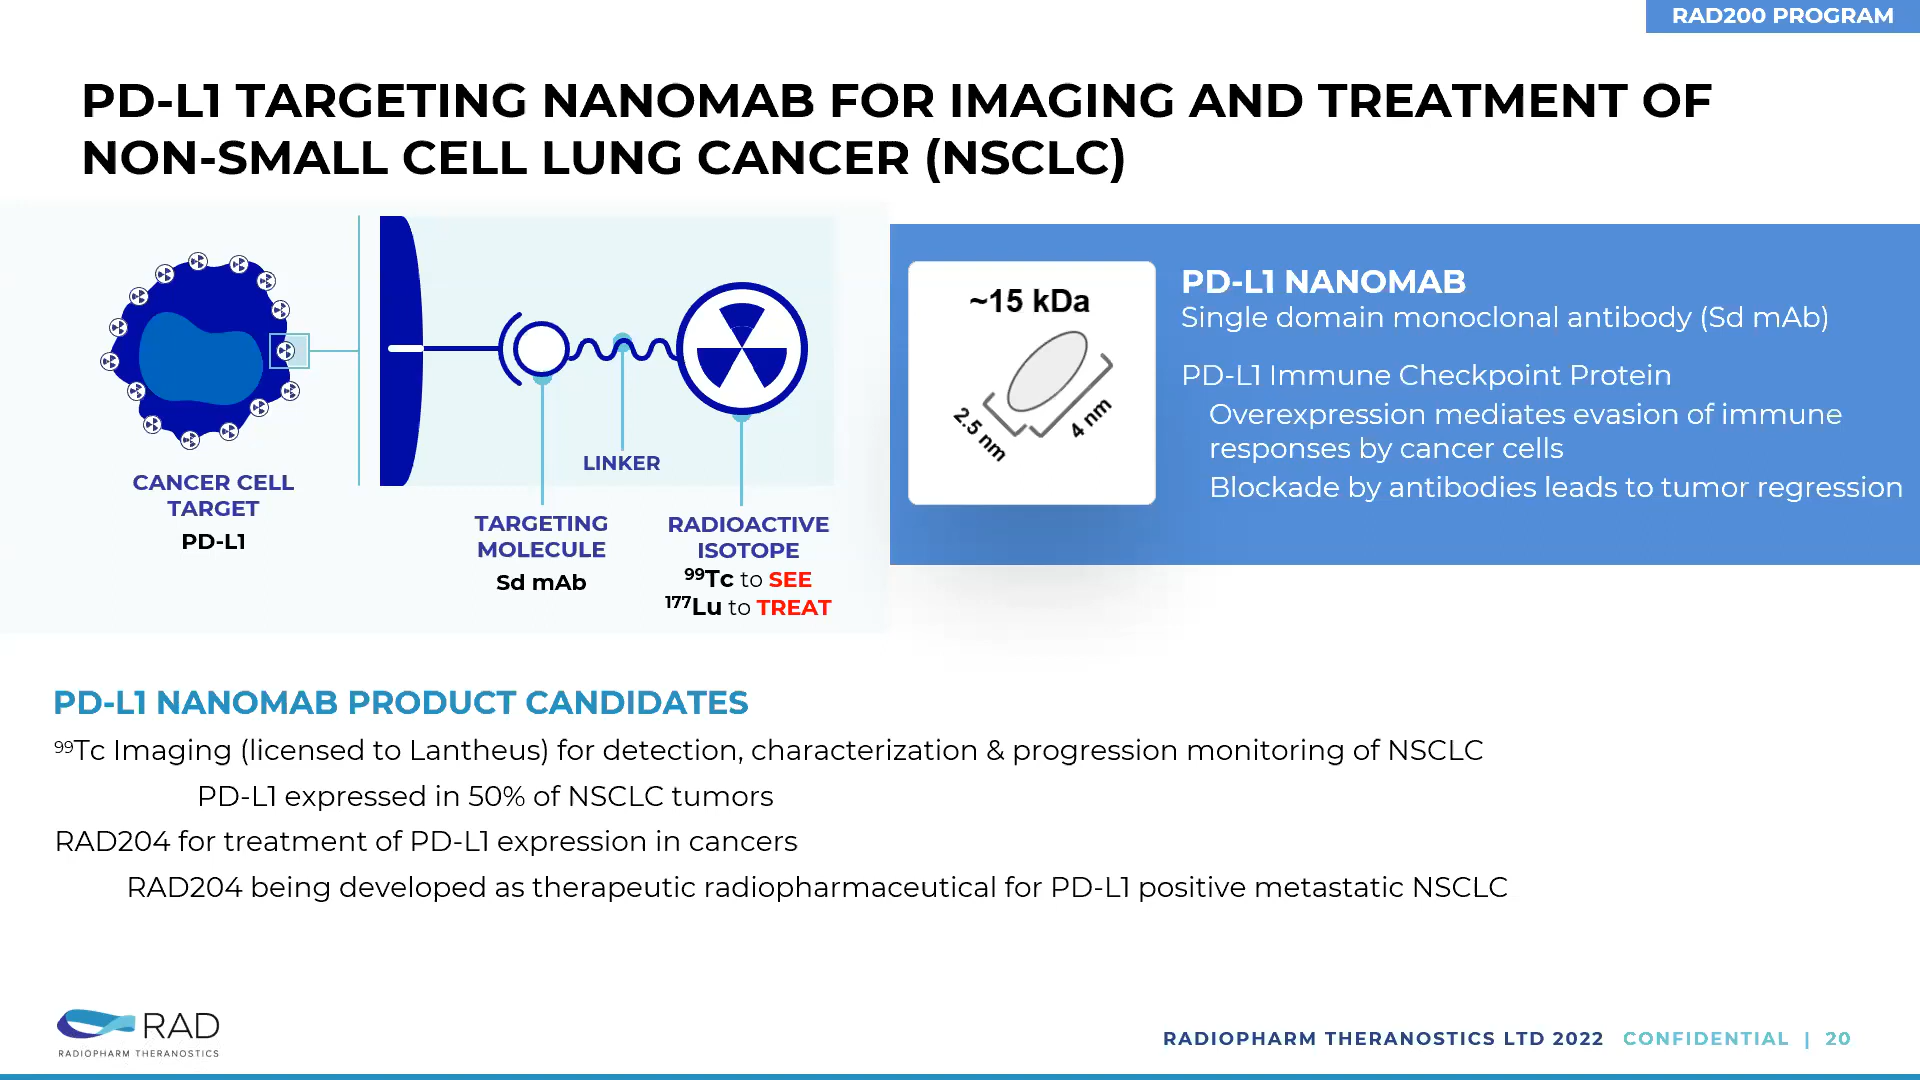 RAD200 PROGRAM
PD-L1 TARGETING NANOMAB FOR IMAGING AND TREATMENT OF
NON-SMALL CELL LUNG CANCER (NSCLC)
CANCER CELL
TARGET
PD-L1
LINKER
TARGETING
MOLECULE
Sd mAb
RADIOACTIVE
ISOTOPE
⁹⁹Tc to SEE
¹⁷⁷Lu to TREAT
~15 kDa
2.5 nm
4 nm
PD-L1 NANOMAB
Single domain monoclonal antibody (Sd mAb)
PD-L1 Immune Checkpoint Protein
Overexpression mediates evasion of immune
responses by cancer cells
Blockade by antibodies leads to tumor regression
PD-L1 NANOMAB PRODUCT CANDIDATES
⁹⁹Tc Imaging (licensed to Lantheus) for detection, characterization & progression monitoring of NSCLC
PD-L1 expressed in 50% of NSCLC tumors
RAD204 for treatment of PD-L1 expression in cancers
RAD204 being developed as therapeutic radiopharmaceutical for PD-L1 positive metastatic NSCLC
RAD
RADIOPHARM THERANOSTICS
RADIOPHARM THERANOSTICS LTD 2022 CONFIDENTIAL | 20